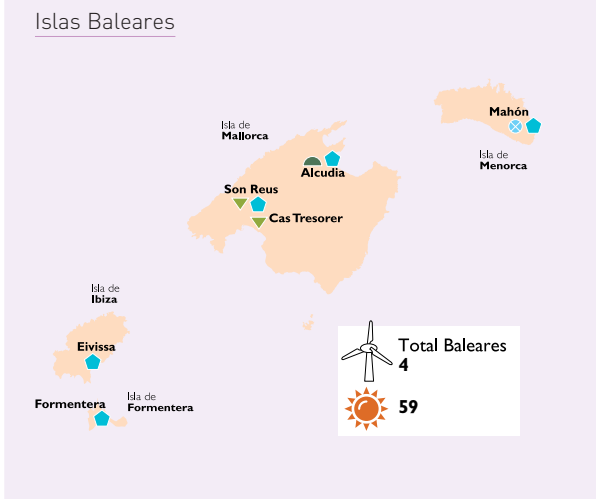 Islas Baleares
Mahón
Isla de
Mallorca
Isla de
Menorca
Alcudia
Son Reus
Cas Tresorer
Isla de
Ibiza
Total Baleares
4
Eivissa
Formentera
Isla de
Formentera
59